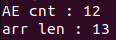 AE cnt : 12
arr len : 13